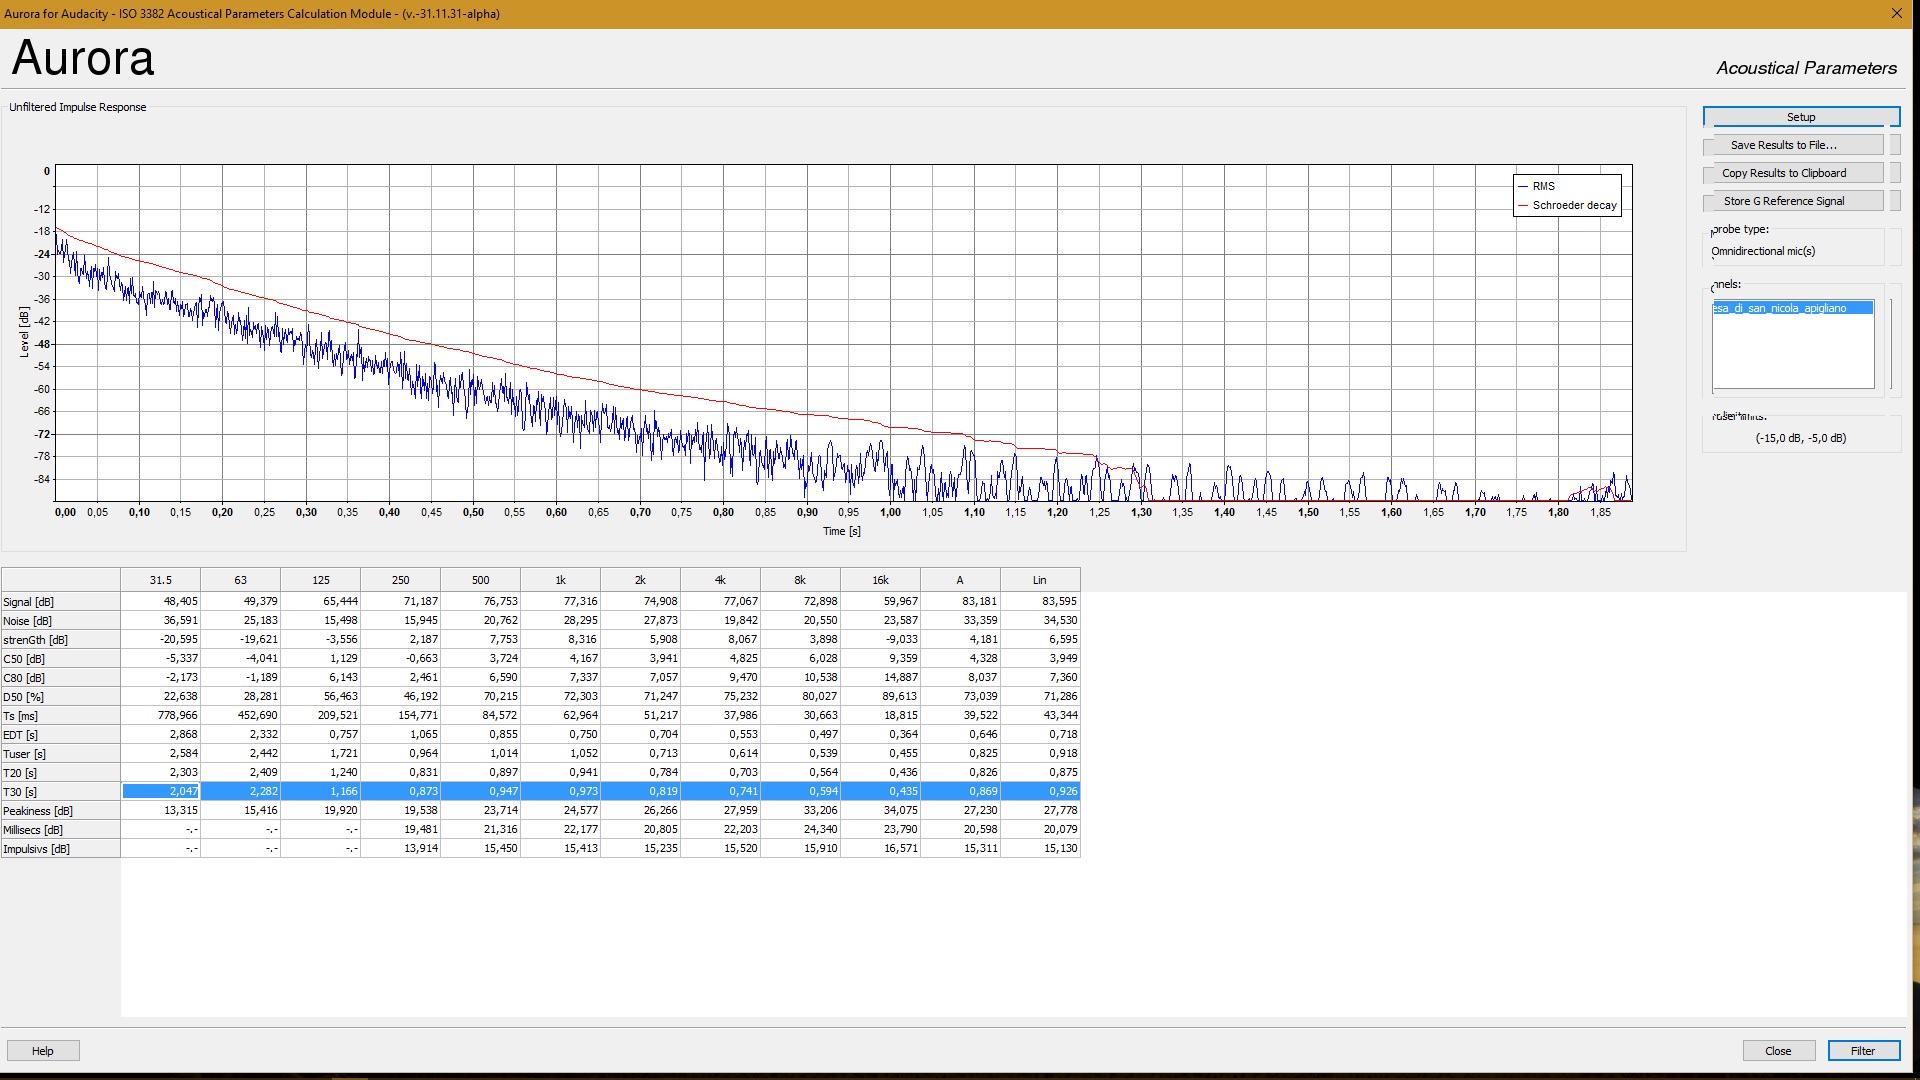 Aurora for Audacity - ISO 3382 Acoustical Parameters Calculation Module - (v.-31.11.31-alpha)
Aurora
Acoustical Parameters
Unfiltered Impulse Response
Setup
Save Results to File...
Copy Results to Clipboard
Store G Reference Signal
probe type:
Omnidirectional mic(s)
nnels:
esa_di_san_nicola_apigliano
(-15,0 dB, -5,0 dB)
RMS
Schroeder decay
Level [dB]
0
-12
-18
-24
-30
-36
-42
-48
-54
-60
-66
-72
-78
-84
0,00 0,05 0,10 0,15 0,20 0,25 0,30 0,35 0,40 0,45 0,50 0,55 0,60 0,65 0,70 0,75 0,80 0,85 0,90 0,95 1,00 1,05 1,10 1,15 1,20 1,25 1,30 1,35 1,40 1,45 1,50 1,55 1,60 1,65 1,70 1,75 1,80 1,85
Time [s]
31.5 63 125 250 500 1k 2k 4k 8k 16k A Lin
Signal [dB] 48,405 49,379 65,444 71,187 76,753 77,316 74,908 77,067 72,898 59,967 83,181 83,595
Noise [dB] 36,591 25,183 15,498 15,945 20,762 28,295 27,873 19,842 20,550 23,587 33,359 34,530
strenGth [dB] -20,595 -19,621 -3,556 2,187 7,753 8,316 5,908 8,067 3,898 -9,033 4,181 6,595
C50 [dB] -5,337 -4,041 1,129 -0,663 3,724 4,167 3,941 4,825 6,028 9,359 4,328 3,949
C80 [dB] -2,173 -1,189 6,143 2,461 6,590 7,337 7,057 9,470 10,538 14,887 8,037 7,360
D50 [%] 22,638 28,281 56,463 46,192 70,215 72,303 71,247 75,232 80,027 89,613 73,039 71,286
Ts [ms] 778,966 452,690 209,521 154,771 84,572 62,964 51,217 37,986 30,663 18,815 39,522 43,344
EDT [s] 2,868 2,332 0,757 1,065 0,855 0,750 0,704 0,553 0,497 0,364 0,646 0,718
Tuser [s] 2,584 2,442 1,721 0,964 1,014 1,052 0,713 0,614 0,539 0,455 0,825 0,918
T20 [s] 2,303 2,409 1,240 0,831 0,897 0,941 0,784 0,703 0,564 0,436 0,826 0,875
T30 [s] 2,047 2,282 1,166 0,873 0,947 0,973 0,819 0,741 0,594 0,435 0,869 0,926
Peakiness [dB] 13,315 15,416 19,920 19,538 23,714 24,577 26,266 27,959 33,206 34,075 27,230 27,778
Millisecs [dB] -.- -.- -.- 19,481 21,316 22,177 20,805 22,203 24,340 23,790 20,598 20,079
Impulsivs [dB] -.- -.- -.- 13,914 15,450 15,413 15,235 15,520 15,910 16,571 15,311 15,130
Help
Close
Filter